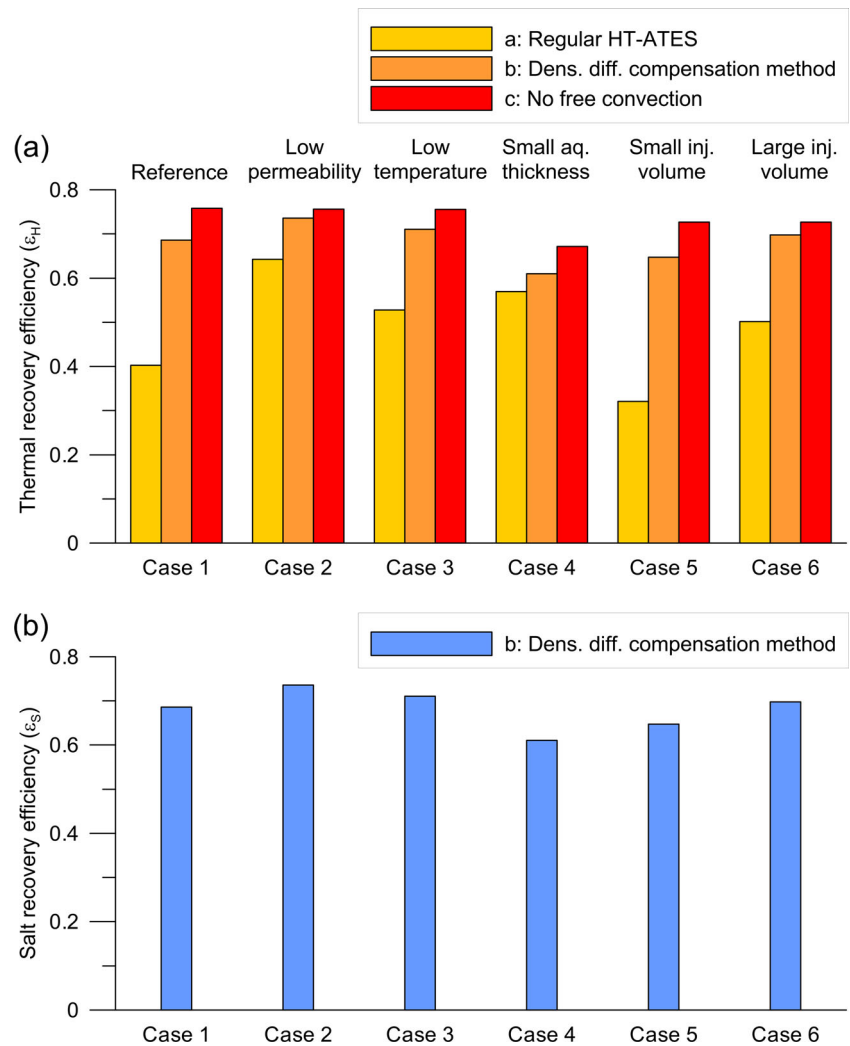 a: Regular HT-ATES
b: Dens. diff. compensation method
c: No free convection
(a)
Reference
Low
permeability
Low
temperature
Small aq.
thickness
Small inj.
volume
Large inj.
volume
Thermal recovery efficiency (εH)
0.8
0.6
0.4
0.2
0
Case 1
Case 2
Case 3
Case 4
Case 5
Case 6
(b)
b: Dens. diff. compensation method
Salt recovery efficiency (εS)
0.8
0.6
0.4
0.2
0
Case 1
Case 2
Case 3
Case 4
Case 5
Case 6